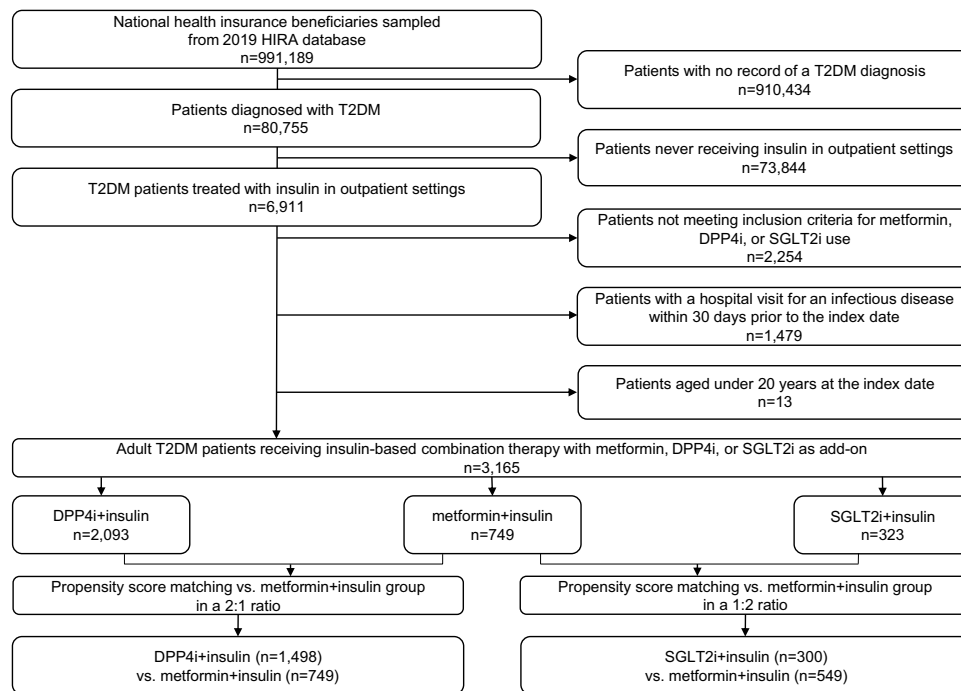 National health insurance beneficiaries sampled
from 2019 HIRA database
n=991,189
Patients with no record of a T2DM diagnosis
n=910,434
Patients diagnosed with T2DM
n=80,755
Patients never receiving insulin in outpatient settings
n=73,844
T2DM patients treated with insulin in outpatient settings
n=6,911
Patients not meeting inclusion criteria for metformin,
DPP4i, or SGLT2i use
n=2,254
Patients with a hospital visit for an infectious disease
within 30 days prior to the index date
n=1,479
Patients aged under 20 years at the index date
n=13
Adult T2DM patients receiving insulin-based combination therapy with metformin, DPP4i, or SGLT2i as add-on
n=3,165
DPP4i+insulin
n=2,093
metformin+insulin
n=749
SGLT2i+insulin
n=323
Propensity score matching vs. metformin+insulin group
in a 2:1 ratio
Propensity score matching vs. metformin+insulin group
in a 1:2 ratio
DPP4i+insulin (n=1,498)
vs. metformin+insulin (n=749)
SGLT2i+insulin (n=300)
vs. metformin+insulin (n=549)